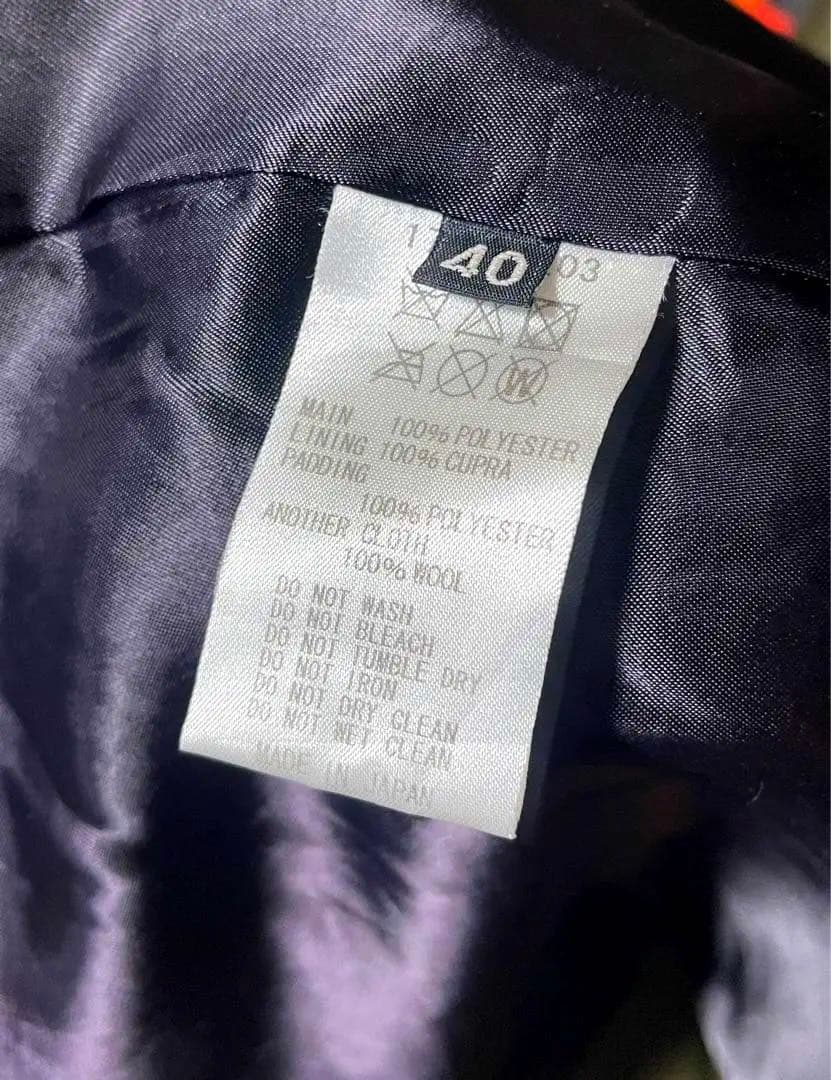 40
03
W
MAIN 100% POLYESTER
LINING 100% CUPRA
PADDING
100% POLYESTER
ANOTHER CLOTH
100% WOOL
DO NOT WASH
DO NOT BLEACH
DO NOT TUMBLE DRY
DO NOT IRON
DO NOT DRY CLEAN
DO NOT WET CLEAN
MADE IN JAPAN